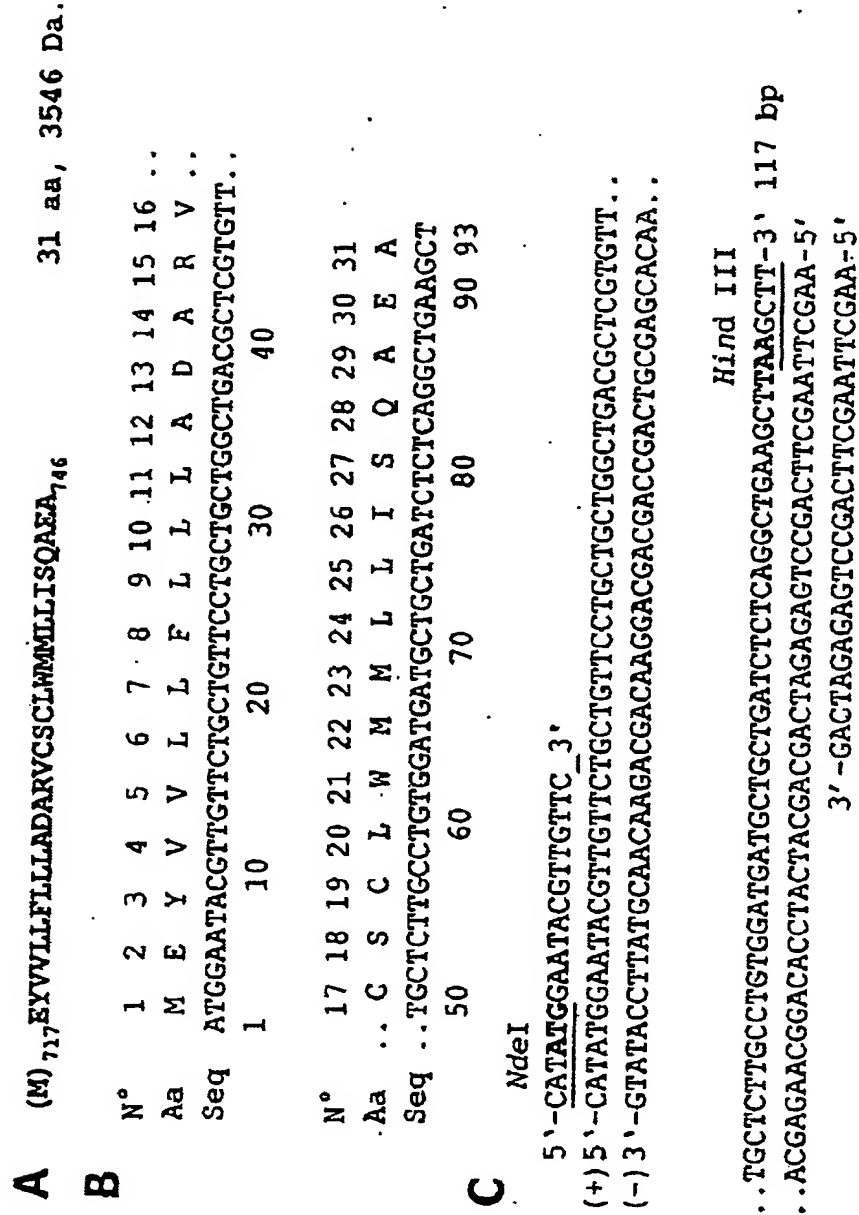 A (M)717EYVVLLFLLLADARVCSCLWMMLLISQAEA746 31 aa, 3546 Da.
B
N° 1 2 3 4 5 6 7 8 9 10 11 12 13 14 15 16 ..
Aa M E Y V V L L F L L L A D A R V ..
Seq ATGGAATACGTTGTTCTGCTGTTCCTGCTGCTGGCTGACGCTCGTGTT..
1 10 20 30 40
N° 17 18 19 20 21 22 23 24 25 26 27 28 29 30 31
Aa .. C S C L W M M L L I S Q A E A
Seq ..TGCTCTTGCCTGTGGATGATGCTGCTGATCTCTCAGGCTGAAGCT
50 60 70 80 90 93
C
NdeI
5'-CATATGGAATACGTTGTTC 3'
(+)5'-CATATGGAATACGTTGTTCTGCTGTTCCTGCTGCTGGCTGACGCTCGTGTT..
(-)3'-GTATACCTTATGCAACAAGACGACAAGGACGACGACCGACTGCGAGCACAA..
Hind III
..TGCTCTTGCCTGTGGATGATGCTGCTGATCTCTCAGGCTGAAGCTTAAGCTT-3' 117 bp
..ACGAGAACGGACACCTACTACGACGACTAGAGAGTCCGACTTCGAATTCGAA-5'
3'-GACTAGAGAGTCCGACTTCGAATTCGAA-5'